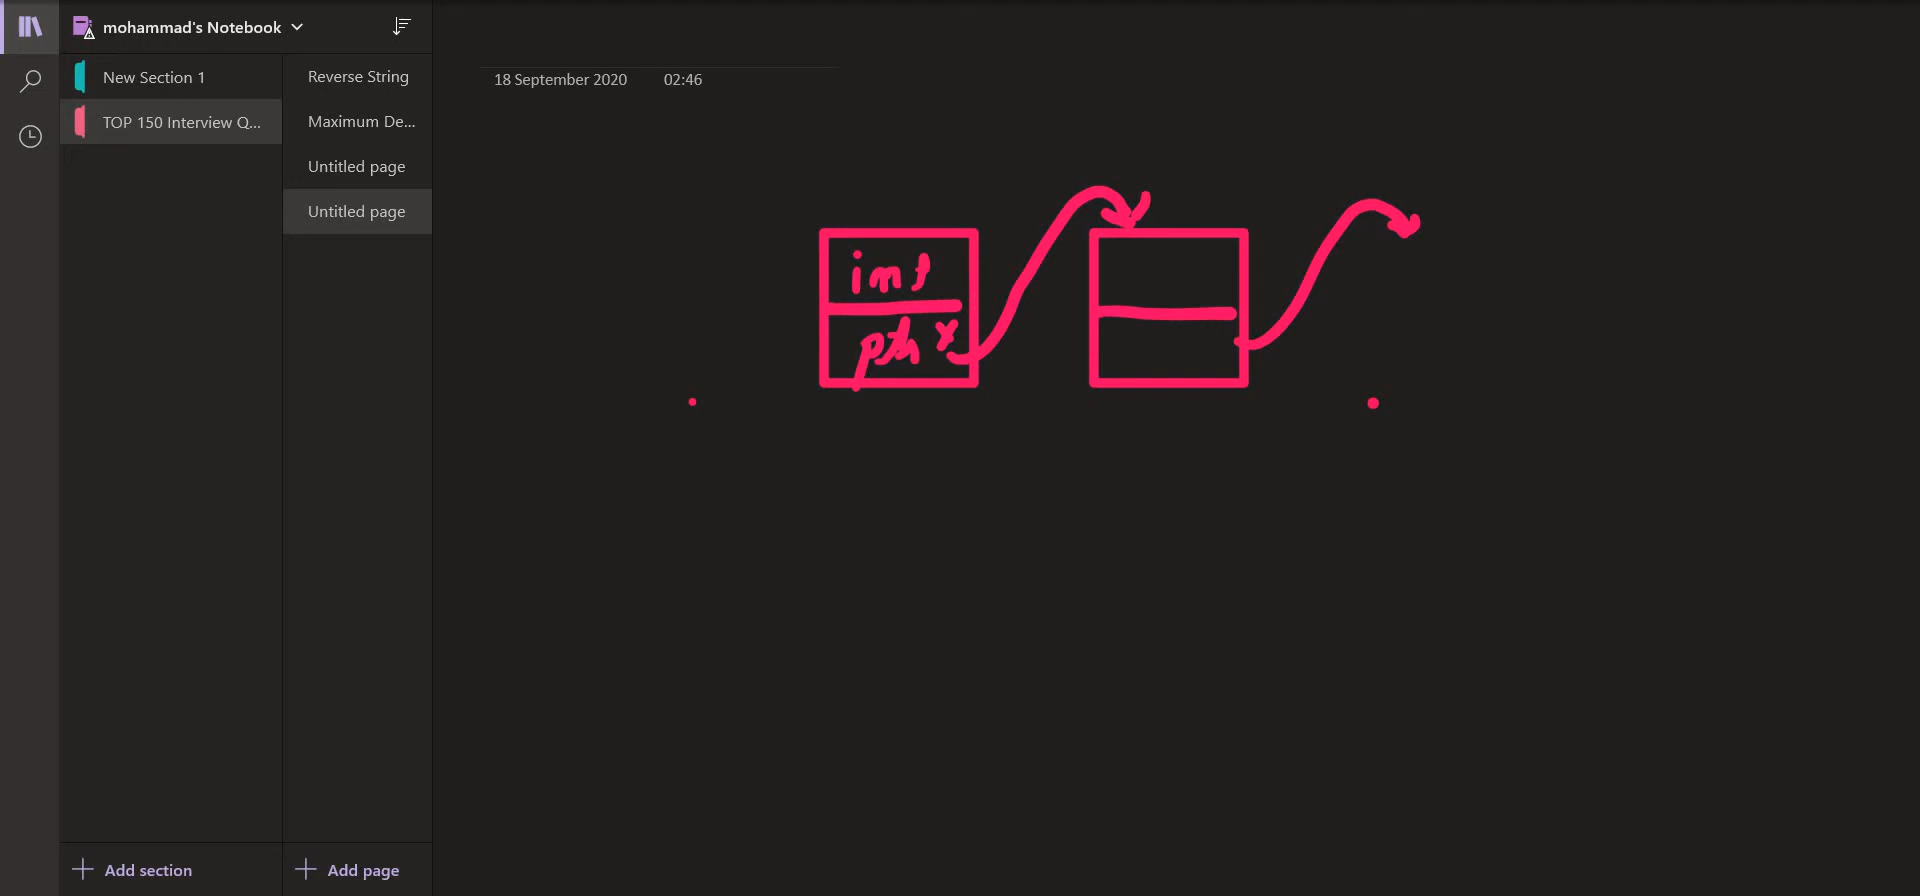 mohammad's Notebook
New Section 1
TOP 150 Interview Q...
Reverse String
Maximum De...
Untitled page
Untitled page
18 September 2020 02:46
int
Add section
Add page